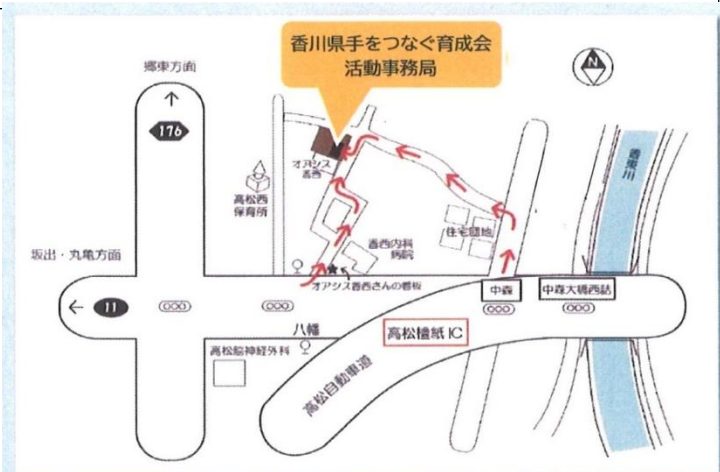 香川県手をつなぐ育成会
活動事務局
N
郷東方面
176
香東川
オアシス
香西
高松西
保育所
住宅団地
坂出・丸亀方面
香西内科
病院
オアシス香西さんの看板
11
中森
中森大橋西詰
八幡
高松檀紙IC
高松脳神経外科
高松自動車道